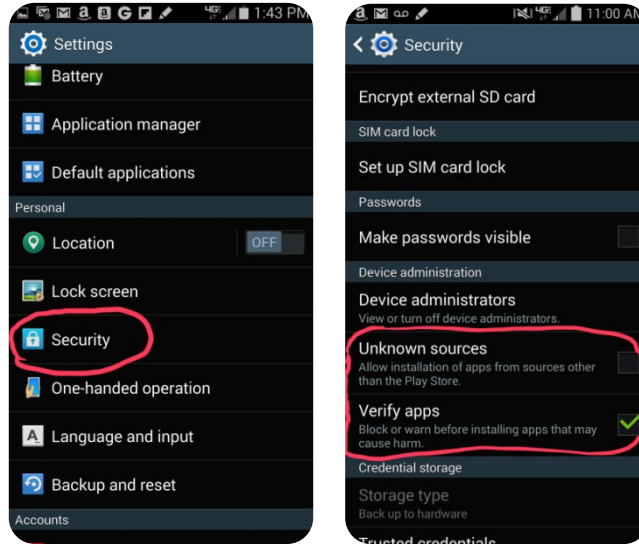 1:43 PM
Settings
Battery
Application manager
Default applications
Personal
Location OFF
Lock screen
Security
One-handed operation
Language and input
Backup and reset
Accounts
11:00 AM
Security
Encrypt external SD card
SIM card lock
Set up SIM card lock
Passwords
Make passwords visible
Device administration
Device administrators
View or turn off device administrators.
Unknown sources
Allow installation of apps from sources other
than the Play Store.
Verify apps
Block or warn before installing apps that may
cause harm.
Credential storage
Storage type
Back up to hardware
Trusted credentials